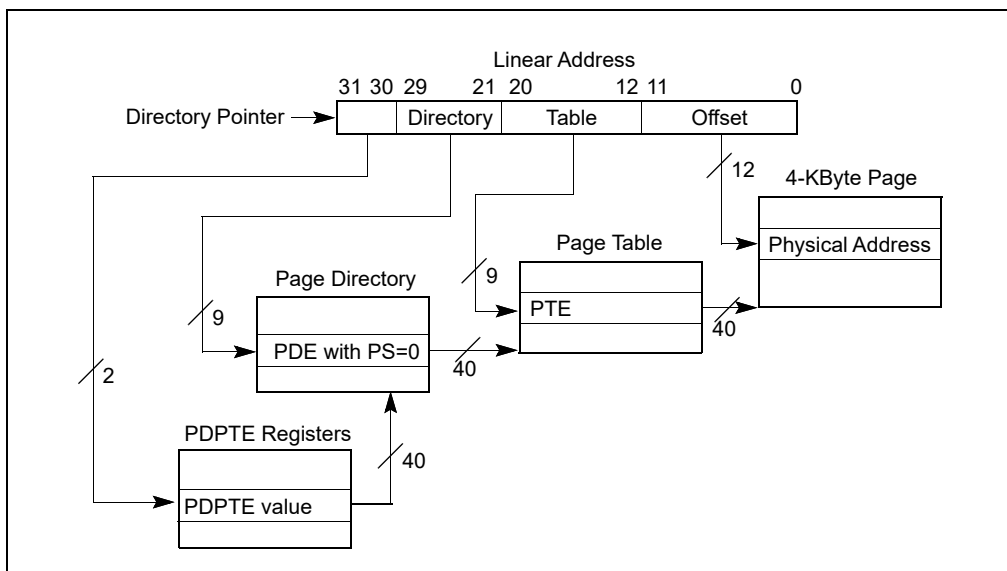 Linear Address
31 30 29 21 20 12 11 0
Directory Pointer Directory Table Offset
12
4-KByte Page
Physical Address
Page Table
9
PTE
40
Page Directory
9
PDE with PS=0
40
2
PDPTE Registers
40
PDPTE value